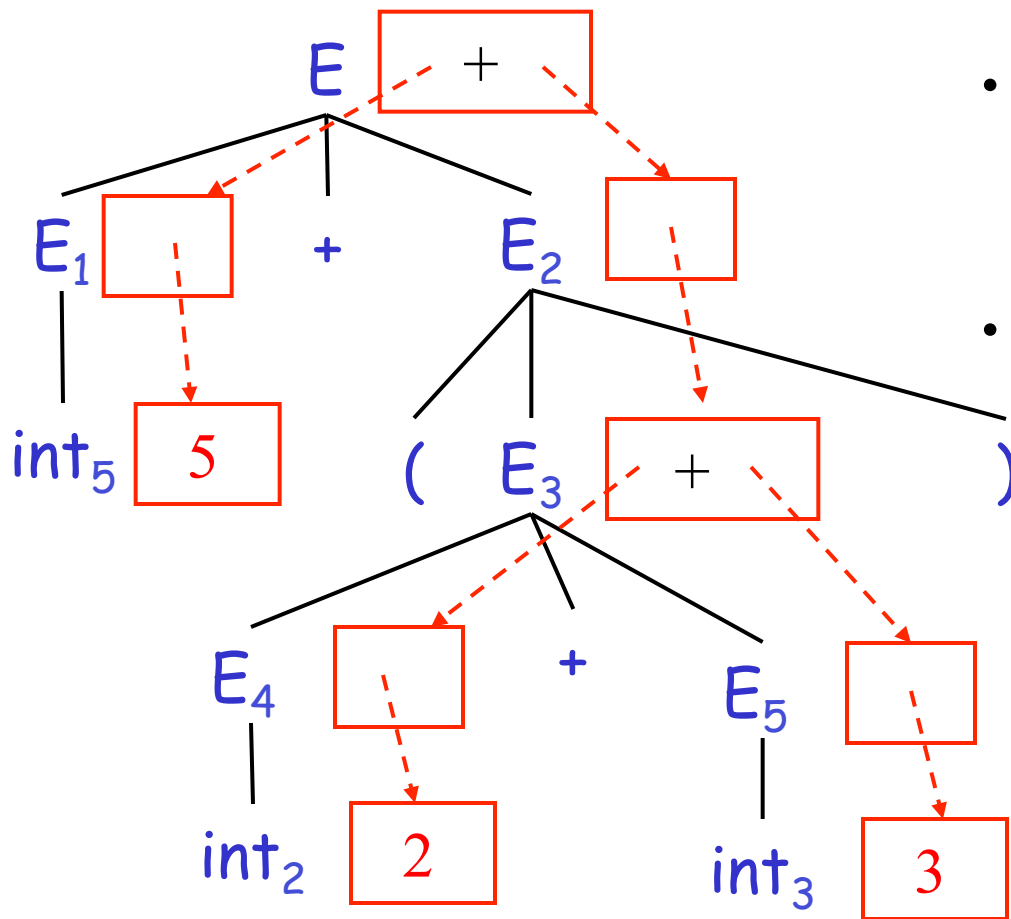 E +
•
E₁ + E₂
•
int₅ 5 ( E₃ + )
E₄ + E₅
int₂ 2 int₃ 3